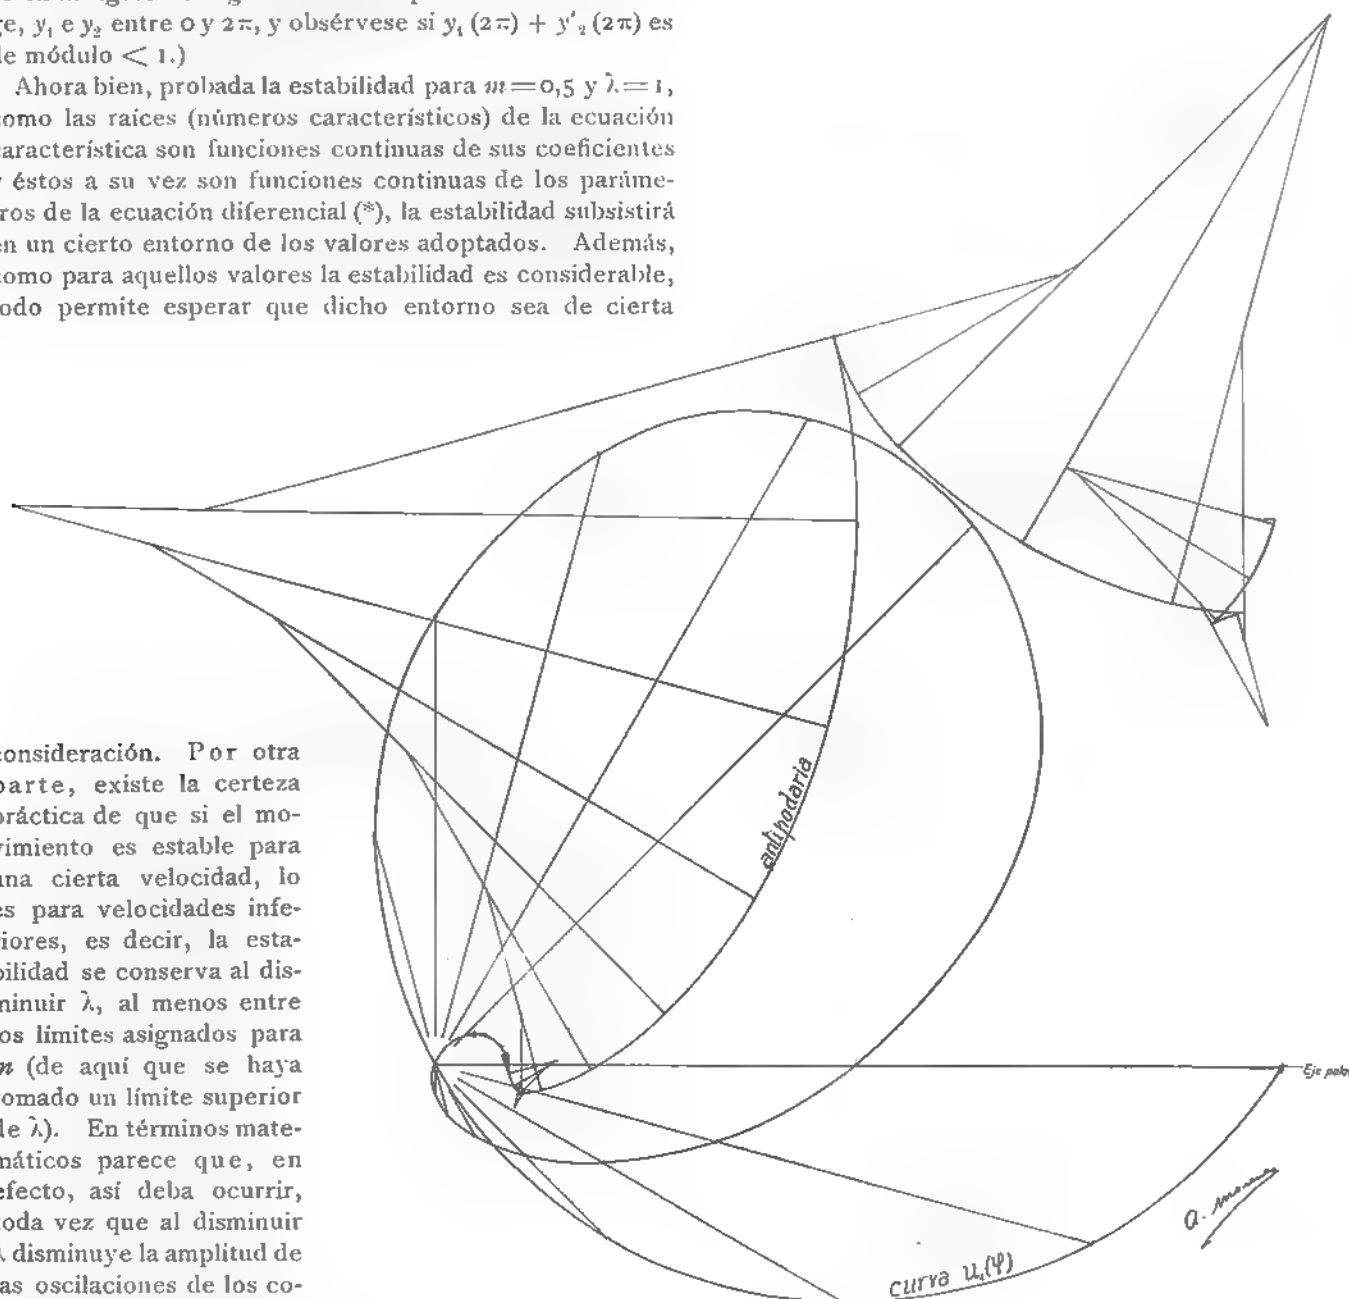 ge, y₁ e y₂ entre 0 y 2π, y obsérvese si y₁ (2π) + y'₂ (2π) es
de módulo < 1.)
Ahora bien, probada la estabilidad para m = 0,5 y λ = 1,
como las raíces (números característicos) de la ecuación
característica son funciones continuas de sus coeficientes
y éstos a su vez son funciones continuas de los paráme-
tros de la ecuación diferencial (*), la estabilidad subsistirá
en un cierto entorno de los valores adoptados. Además,
como para aquellos valores la estabilidad es considerable,
todo permite esperar que dicho entorno sea de cierta
consideración. Por otra
parte, existe la certeza
práctica de que si el mo-
vimiento es estable para
una cierta velocidad, lo
es para velocidades infe-
riores, es decir, la esta-
bilidad se conserva al dis-
minuir λ, al menos entre
los límites asignados para
m (de aquí que se haya
tomado un límite superior
de λ). En términos mate-
máticos parece que, en
efecto, así deba ocurrir,
toda vez que al disminuir
λ disminuye la amplitud de
las oscilaciones de los co-
antipodaria
Eje polar
curva u₁(φ)
a.